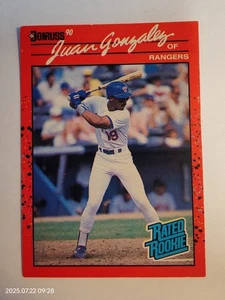 DONRUSS 90
Juan Gonzalez
OF
RANGERS
19
RATED
ROOKIE
2025.07.22 09:26